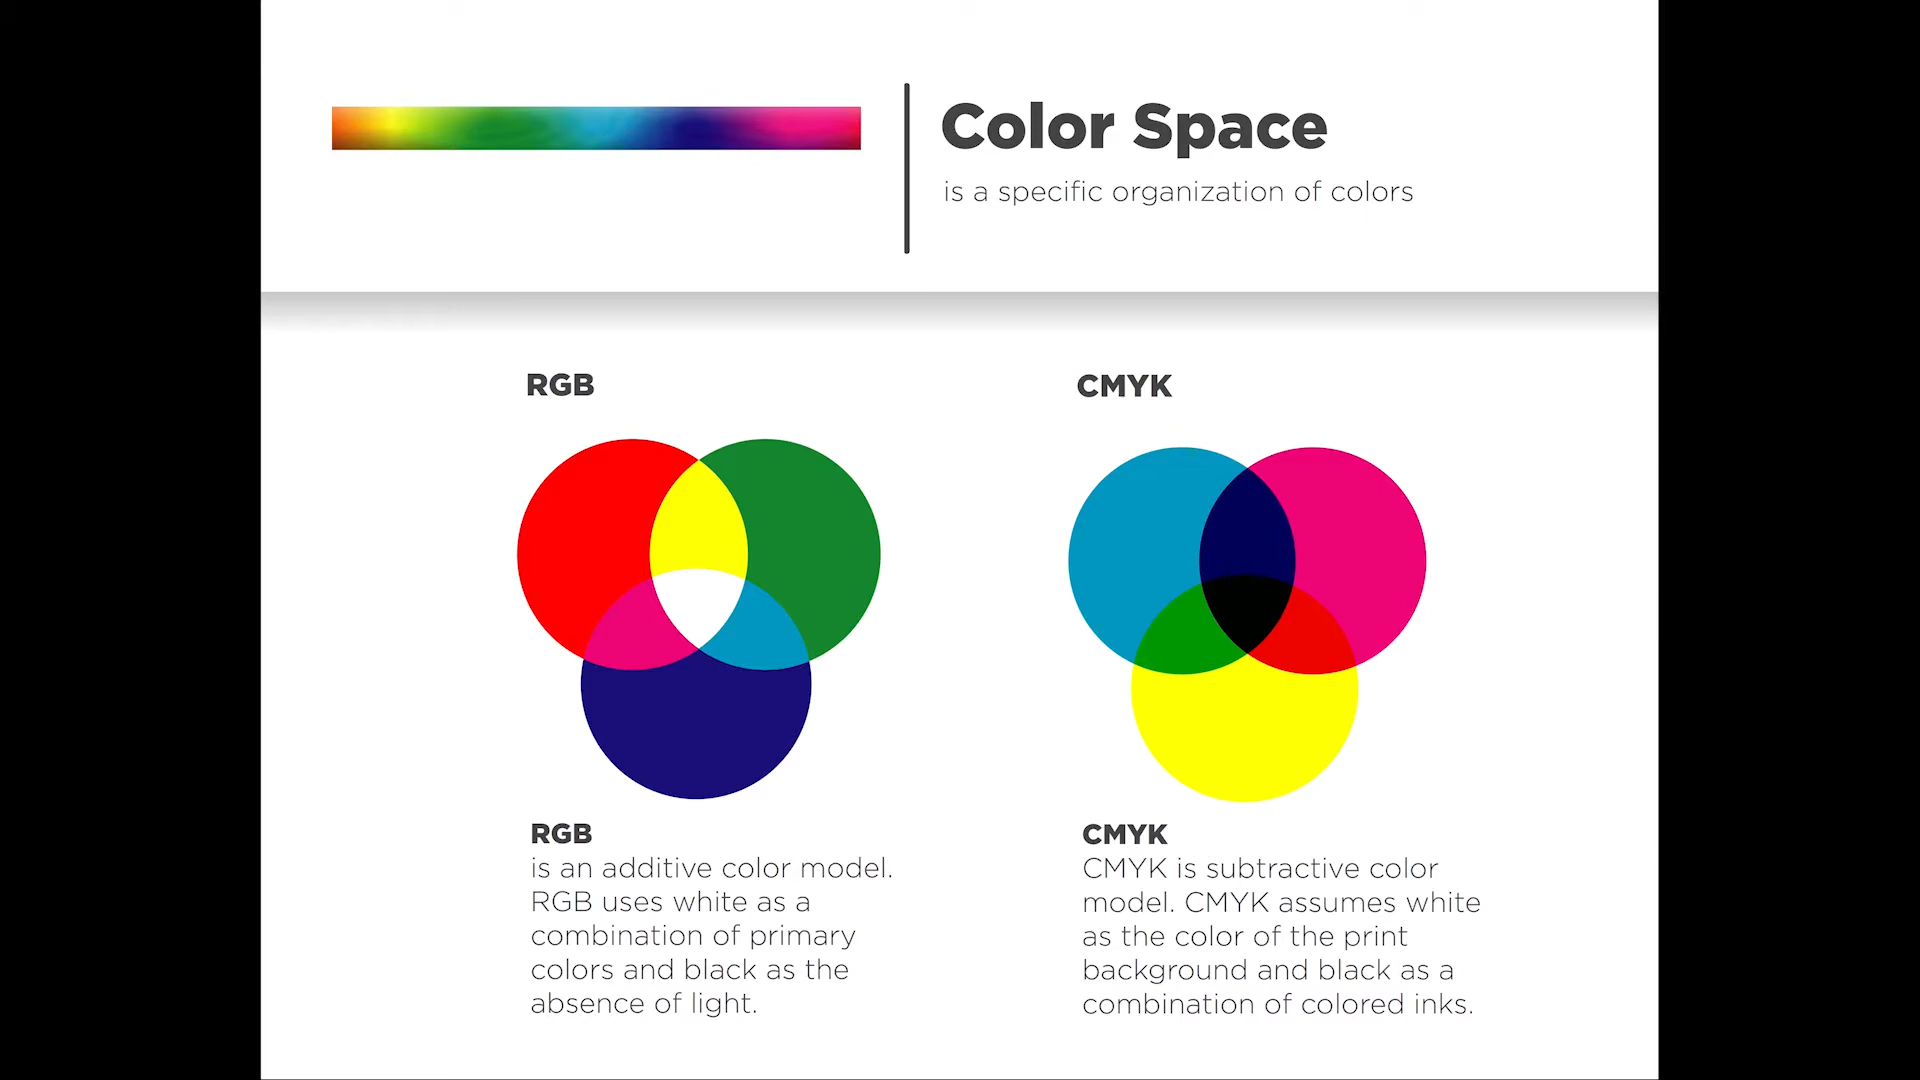 Color Space
is a specific organization of colors
RGB
CMYK
RGB
is an additive color model.
RGB uses white as a
combination of primary
colors and black as the
absence of light.
CMYK
CMYK is subtractive color
model. CMYK assumes white
as the color of the print
background and black as a
combination of colored inks.